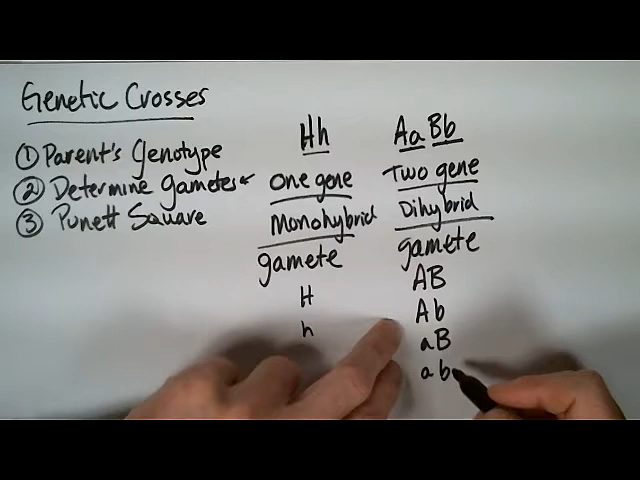 Genetic Crosses
① Parent's Genotype
② Determine Gametes
③ Punett Square
Hh
One gene
Monohybrid
gamete
H
h
AaBb
Two gene
Dihybrid
gamete
AB
Ab
aB
ab